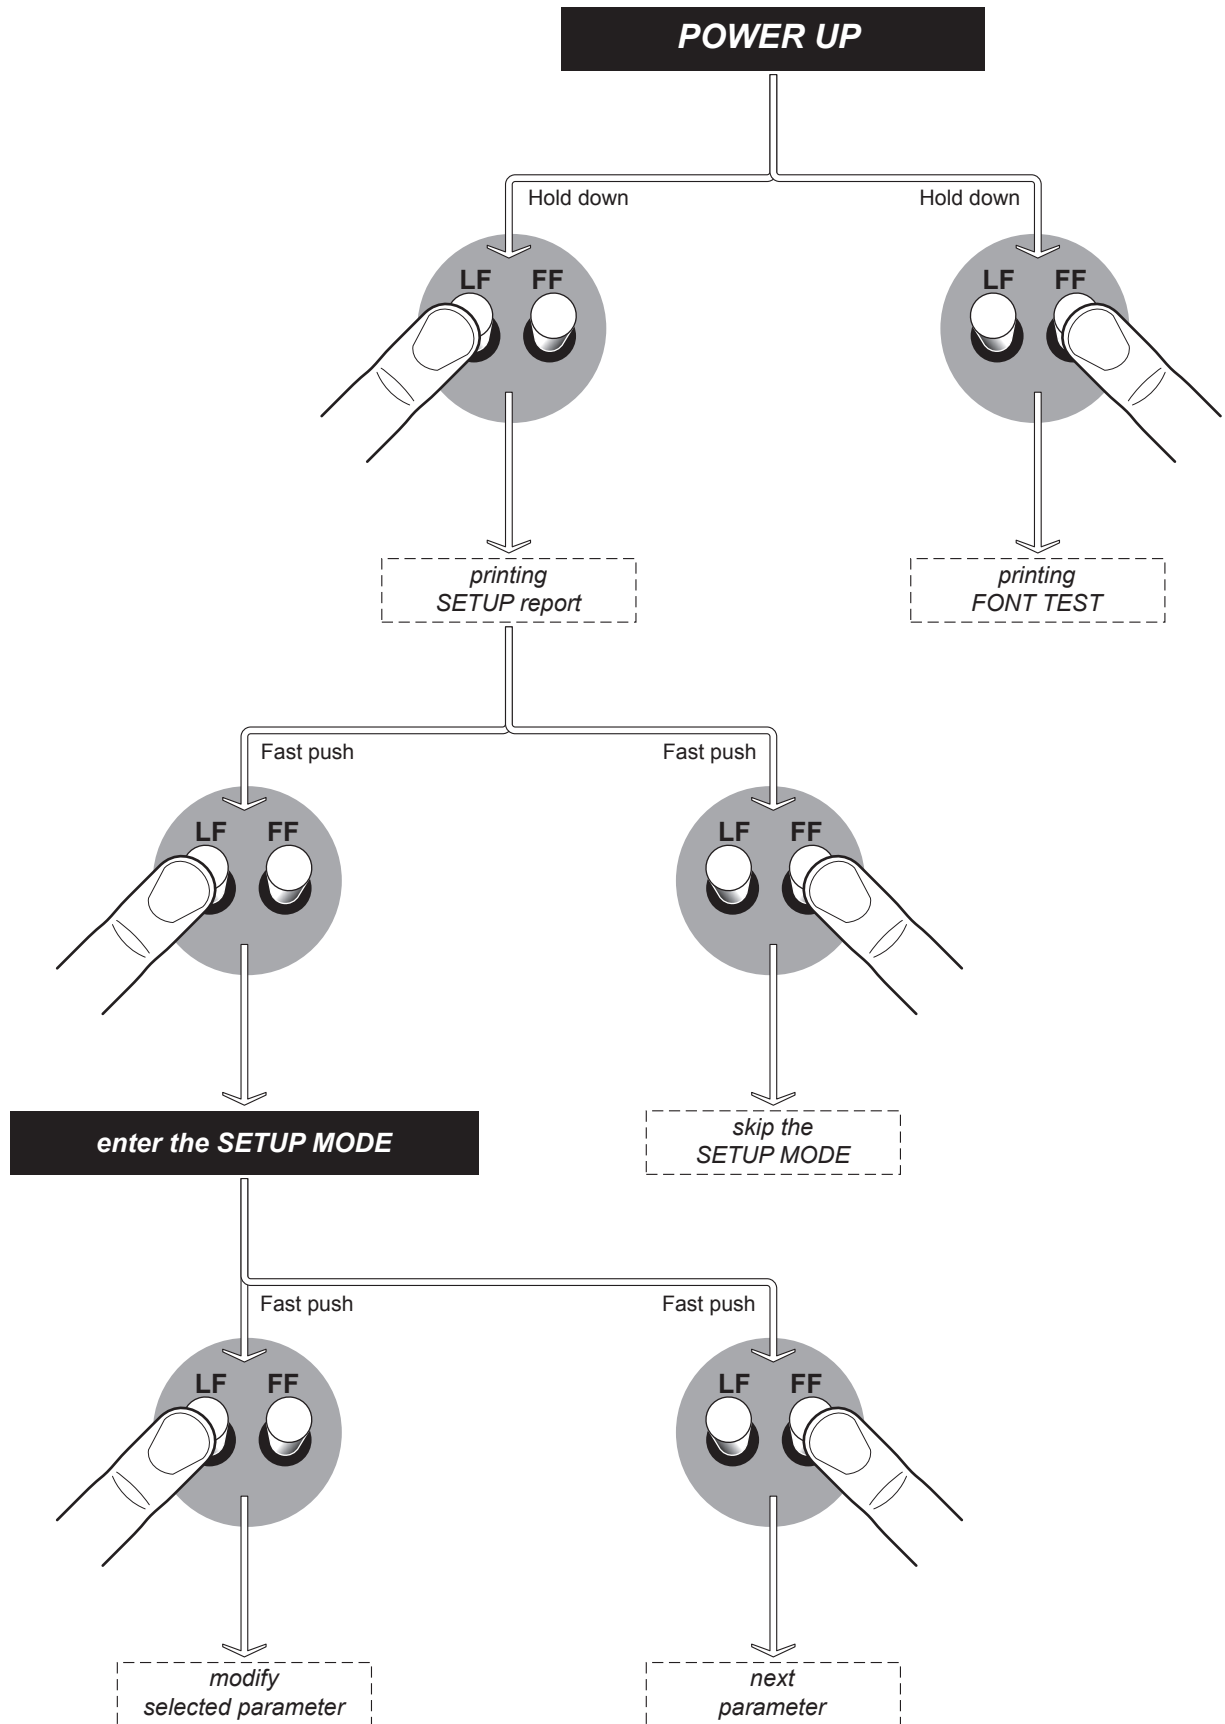 POWER UP
Hold down
Hold down
LF FF
LF FF
printing
SETUP report
printing
FONT TEST
Fast push
Fast push
LF FF
LF FF
enter the SETUP MODE
skip the
SETUP MODE
Fast push
Fast push
LF FF
LF FF
modify
selected parameter
next
parameter